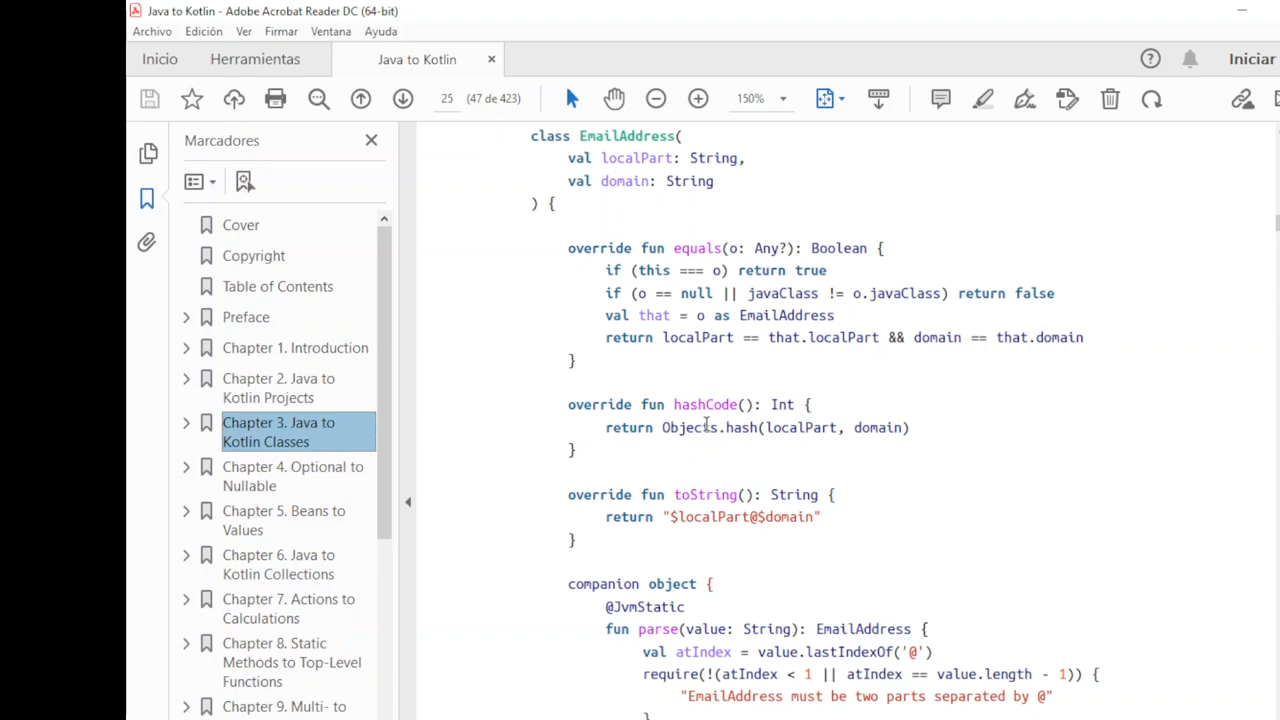 Java to Kotlin - Adobe Acrobat Reader DC (64-bit)
Archivo Edición Ver Firmar Ventana Ayuda
Inicio Herramientas Java to Kotlin × Iniciar
25 (47 de 423) 150%
Marcadores
Cover
Copyright
Table of Contents
Preface
Chapter 1. Introduction
Chapter 2. Java to
Kotlin Projects
Chapter 3. Java to
Kotlin Classes
Chapter 4. Optional to
Nullable
Chapter 5. Beans to
Values
Chapter 6. Java to
Kotlin Collections
Chapter 7. Actions to
Calculations
Chapter 8. Static
Methods to Top-Level
Functions
Chapter 9. Multi- to
class EmailAddress(
val localPart: String,
val domain: String
) {
override fun equals(o: Any?): Boolean {
if (this === o) return true
if (o == null || javaClass != o.javaClass) return false
val that = o as EmailAddress
return localPart == that.localPart && domain == that.domain
}
override fun hashCode(): Int {
return Objects.hash(localPart, domain)
}
override fun toString(): String {
return "$localPart@$domain"
}
companion object {
@JvmStatic
fun parse(value: String): EmailAddress {
val atIndex = value.lastIndexOf('@')
require(!(atIndex < 1 || atIndex == value.length - 1)) {
"EmailAddress must be two parts separated by @"
}